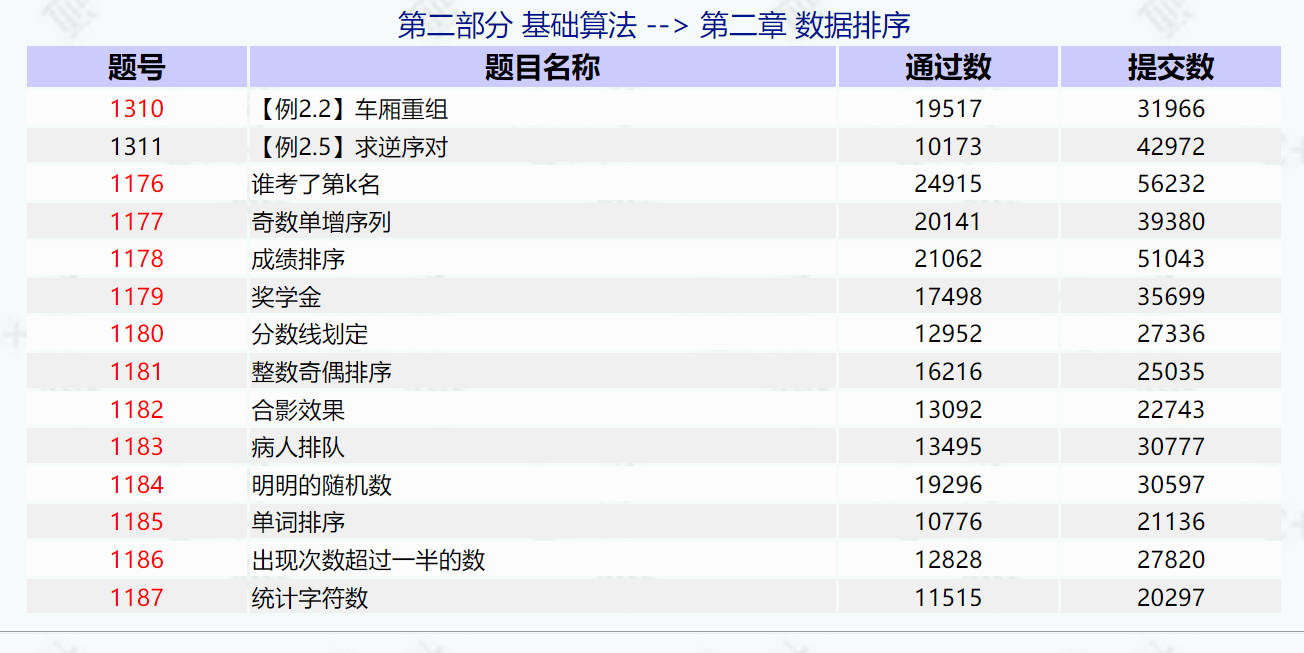 第二部分 基础算法 --> 第二章 数据排序
题号 题目名称 通过数 提交数
1310 【例2.2】车厢重组 19517 31966
1311 【例2.5】求逆序对 10173 42972
1176 谁考了第k名 24915 56232
1177 奇数单增序列 20141 39380
1178 成绩排序 21062 51043
1179 奖学金 17498 35699
1180 分数线划定 12952 27336
1181 整数奇偶排序 16216 25035
1182 合影效果 13092 22743
1183 病人排队 13495 30777
1184 明明的随机数 19296 30597
1185 单词排序 10776 21136
1186 出现次数超过一半的数 12828 27820
1187 统计字符数 11515 20297